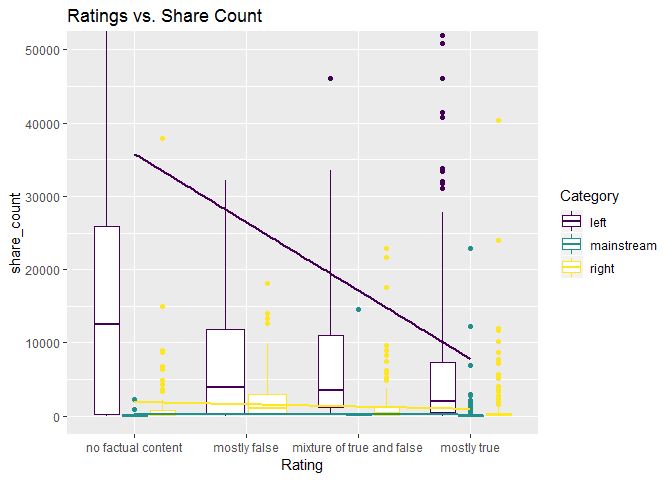 Ratings vs. Share Count
50000
40000
30000
20000
10000
0
share_count
no factual content
mostly false
mixture of true and false
mostly true
Rating
Category
left
mainstream
right